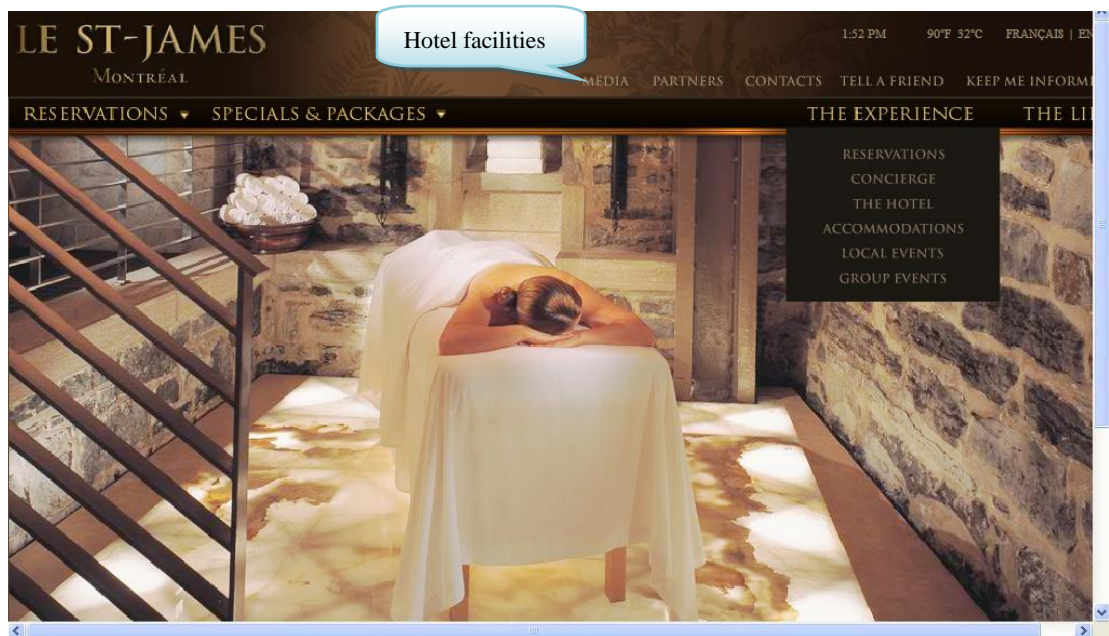 LE ST-JAMES
MONTRÉAL
Hotel facilities
1:52 PM 90°F 32°C FRANÇAIS | EN
MEDIA PARTNERS CONTACTS TELL A FRIEND KEEP ME INFORM
RESERVATIONS SPECIALS & PACKAGES THE EXPERIENCE THE LI
RESERVATIONS
CONCIERGE
THE HOTEL
ACCOMMODATIONS
LOCAL EVENTS
GROUP EVENTS